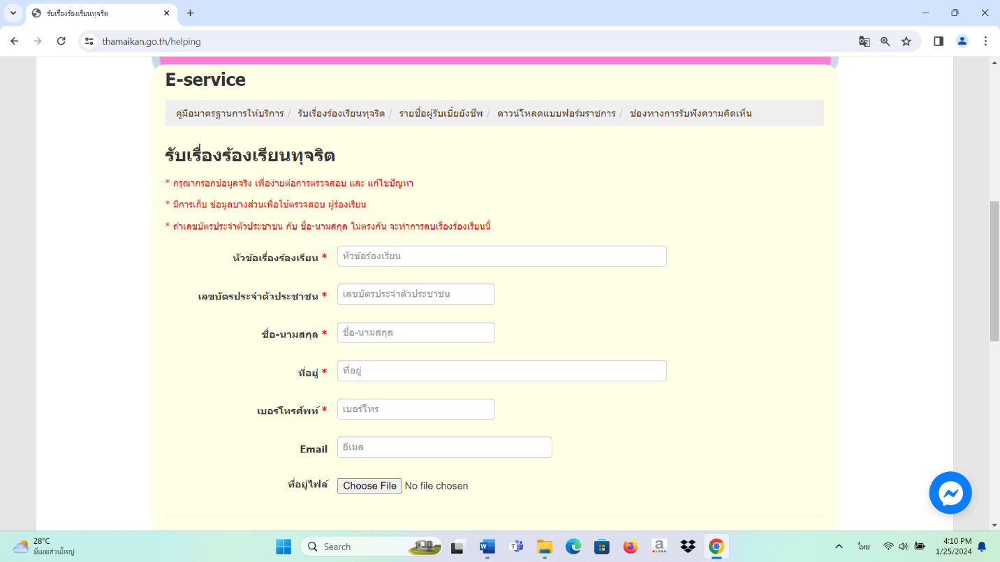 รับเรื่องร้องเรียนทุจริต
thamaikan.go.th/helping
E-service
คู่มือมาตรฐานการให้บริการ / รับเรื่องร้องเรียนทุจริต / รายชื่อผู้รับเบี้ยยังชีพ / ดาวน์โหลดแบบฟอร์มราชการ / ช่องทางการรับฟังความคิดเห็น
รับเรื่องร้องเรียนทุจริต
* กรุณากรอกข้อมูลจริง เพื่อง่ายต่อการตรวจสอบ และ แก้ไขปัญหา
* มีการเก็บ ข้อมูลบางส่วนเพื่อใช้ตรวจสอบ ผู้ร้องเรียน
* ถ้าเลขบัตรประจำตัวประชาชน กับ ชื่อ-นามสกุล ไม่ตรงกัน จะทำการลบเรื่องร้องเรียนนี้
หัวข้อเรื่องร้องเรียน * หัวข้อร้องเรียน
เลขบัตรประจำตัวประชาชน * เลขบัตรประจำตัวประชาชน
ชื่อ-นามสกุล * ชื่อ-นามสกุล
ที่อยู่ * ที่อยู่
เบอร์โทรศัพท์ * เบอร์โทร
Email อีเมล
ที่อยู่ไฟล์ Choose File No file chosen
28°C
มีเมฆส่วนใหญ่
Search
ไทย
4:10 PM
1/25/2024